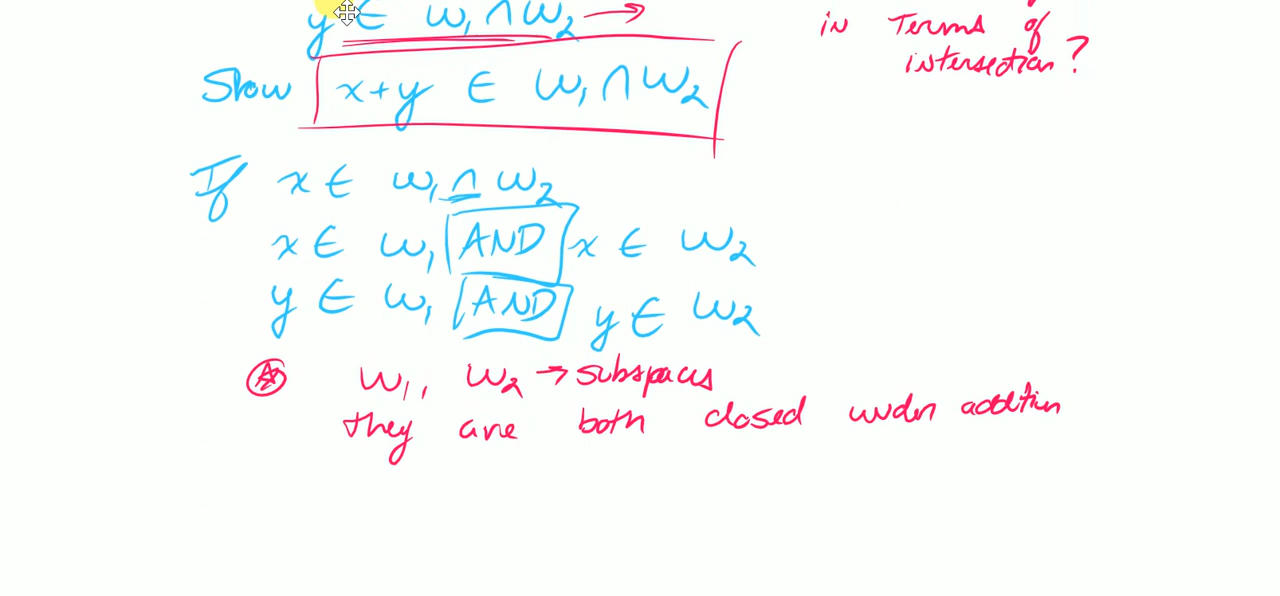 y ∈ W₁ ∩ W₂ →
in Terms of
intersection?
Show x+y ∈ W₁ ∩ W₂
If x ∈ W₁ ∩ W₂
x ∈ W₁ AND x ∈ W₂
y ∈ W₁ AND y ∈ W₂
W₁, W₂ → subspaces
they are both closed under addition